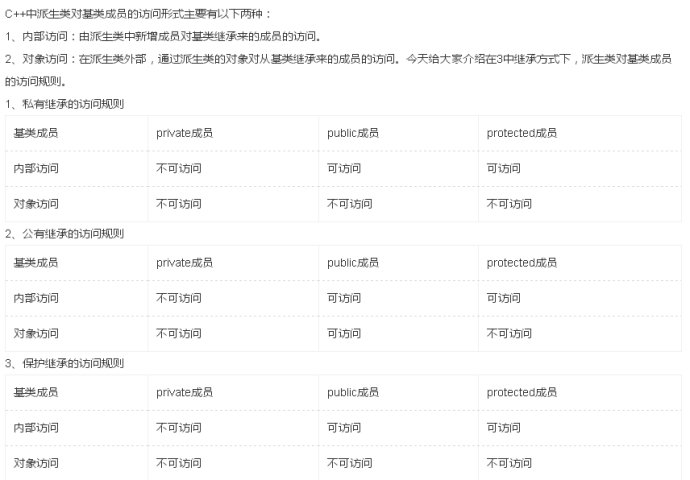 C++中派生类对基类成员的访问形式主要有以下两种：
1、内部访问：由派生类中新增成员对基类继承来的成员的访问。
2、对象访问：在派生类外部，通过派生类的对象对从基类继承来的成员的访问。今天给大家介绍在3中继承方式下，派生类对基类成员
的访问规则。
1、私有继承的访问规则
基类成员 private成员 public成员 protected成员
内部访问 不可访问 可访问 可访问
对象访问 不可访问 不可访问 不可访问
2、公有继承的访问规则
基类成员 private成员 public成员 protected成员
内部访问 不可访问 可访问 可访问
对象访问 不可访问 可访问 不可访问
3、保护继承的访问规则
基类成员 private成员 public成员 protected成员
内部访问 不可访问 可访问 可访问
对象访问 不可访问 不可访问 不可访问